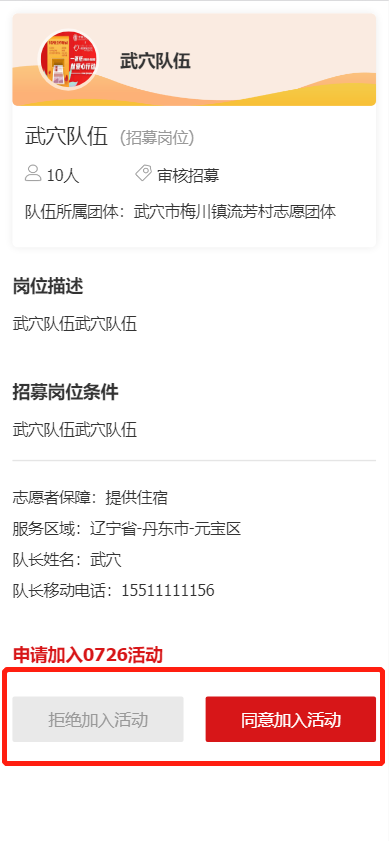 武穴队伍
武穴队伍 (招募岗位)
10人 审核招募
队伍所属团体：武穴市梅川镇流芳村志愿团体
岗位描述
武穴队伍武穴队伍
招募岗位条件
武穴队伍武穴队伍
志愿者保障：提供住宿
服务区域：辽宁省-丹东市-元宝区
队长姓名：武穴
队长移动电话：15511111156
申请加入0726活动
拒绝加入活动 同意加入活动